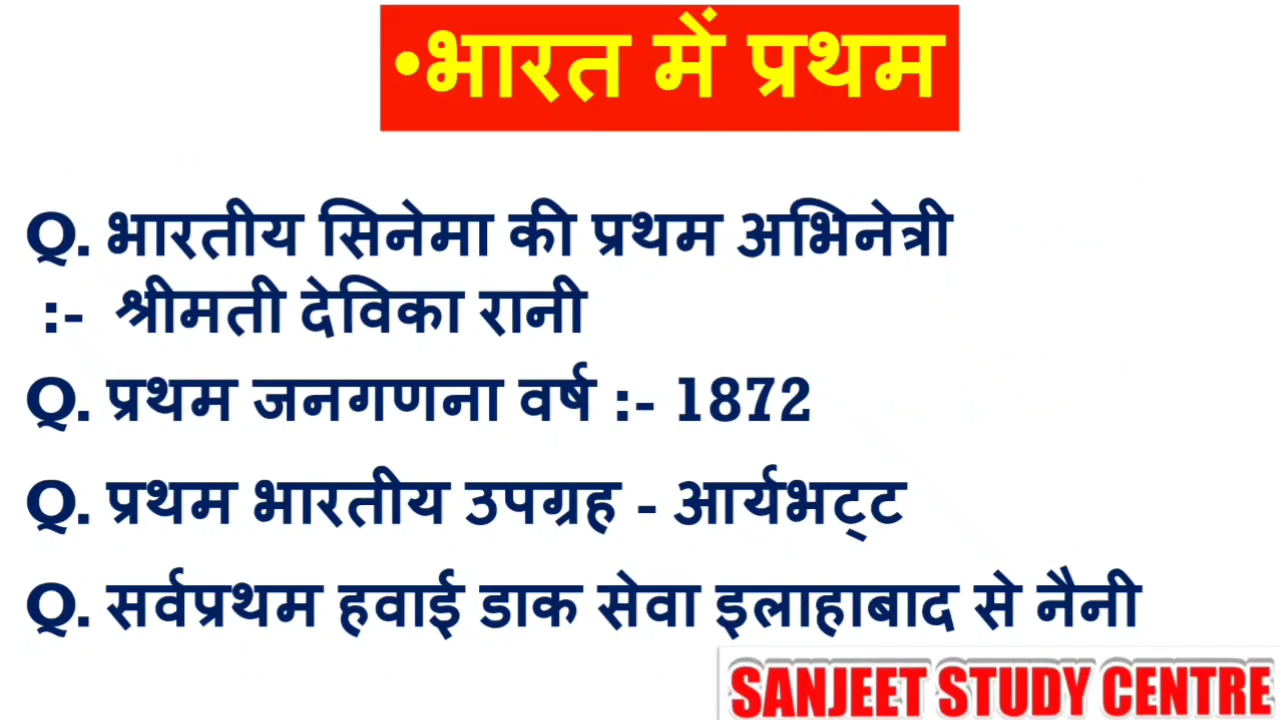 •भारत में प्रथम
Q. भारतीय सिनेमा की प्रथम अभिनेत्री
:- श्रीमती देविका रानी
Q. प्रथम जनगणना वर्ष :- 1872
Q. प्रथम भारतीय उपग्रह - आर्यभट्ट
Q. सर्वप्रथम हवाई डाक सेवा इलाहाबाद से नैनी
SANJEET STUDY CENTRE